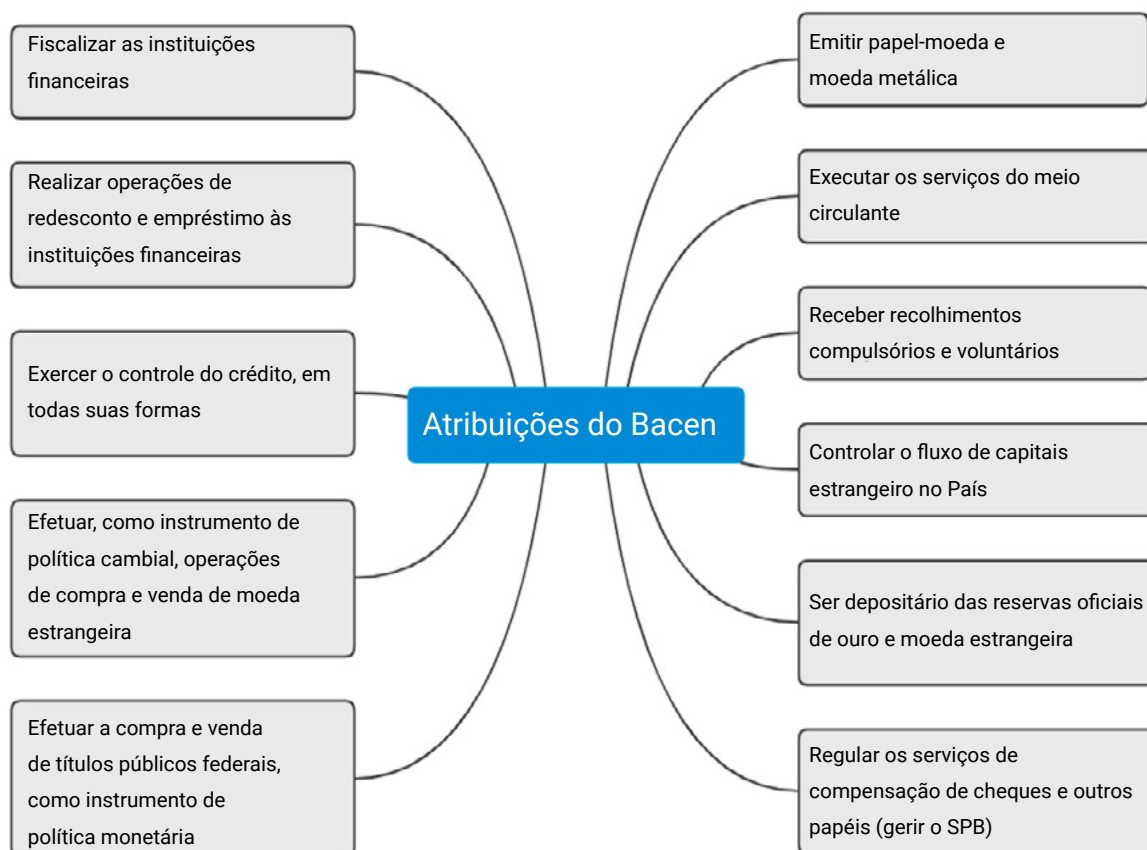 Fiscalizar as instituições
financeiras
Realizar operações de
redesconto e empréstimo às
instituições financeiras
Exercer o controle do crédito, em
todas suas formas
Efetuar, como instrumento de
política cambial, operações
de compra e venda de moeda
estrangeira
Efetuar a compra e venda
de títulos públicos federais,
como instrumento de
política monetária
Atribuições do Bacen
Emitir papel-moeda e
moeda metálica
Executar os serviços do meio
circulante
Receber recolhimentos
compulsórios e voluntários
Controlar o fluxo de capitais
estrangeiro no País
Ser depositário das reservas oficiais
de ouro e moeda estrangeira
Regular os serviços de
compensação de cheques e outros
papéis (gerir o SPB)